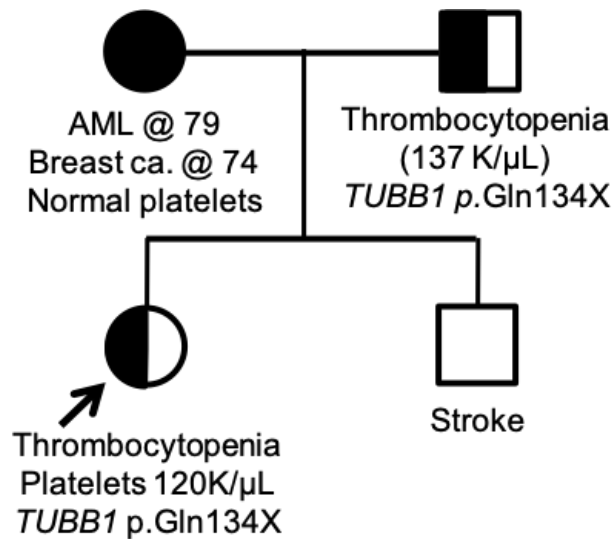 AML @ 79
Breast ca. @ 74
Normal platelets
Thrombocytopenia
(137 K/μL)
TUBB1 p.Gln134X
Thrombocytopenia
Platelets 120K/μL
TUBB1 p.Gln134X
Stroke